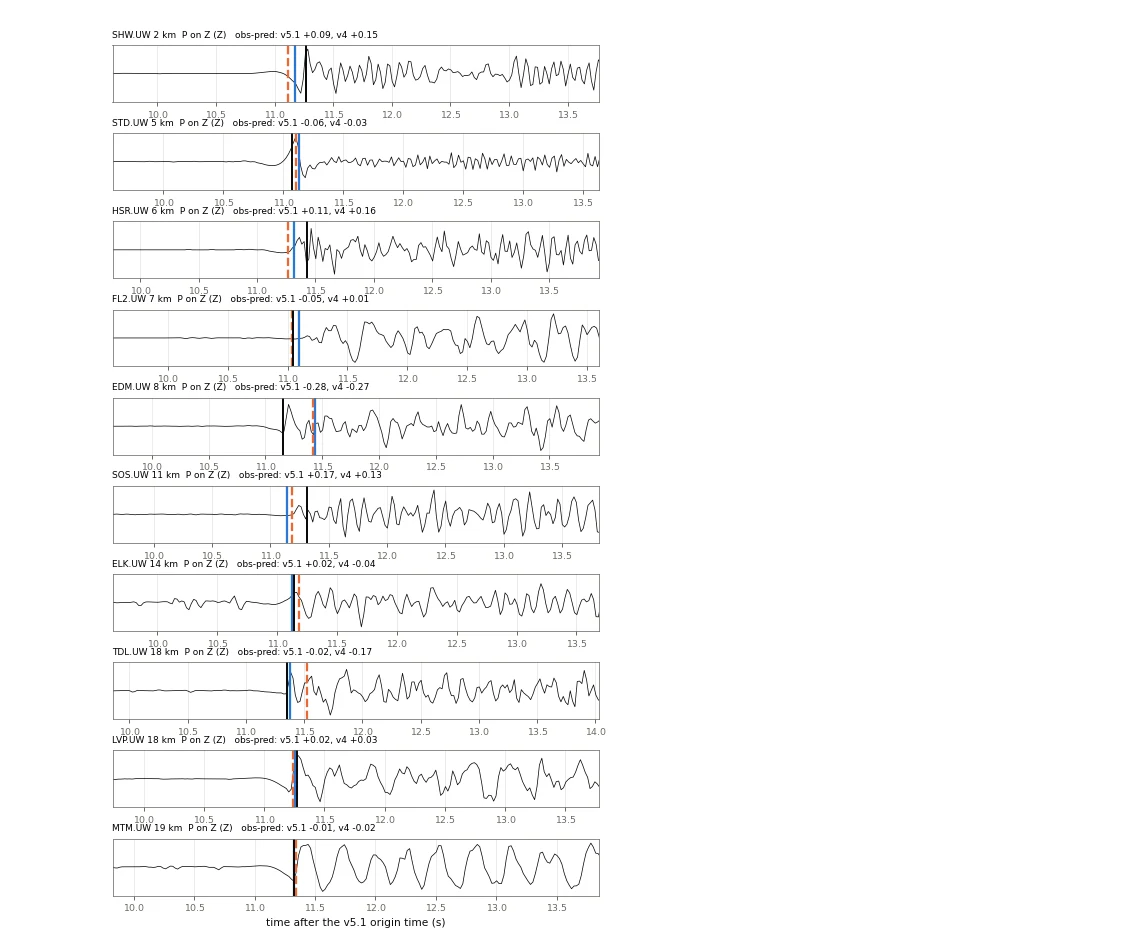 SHW.UW 2 km  P on Z (Z)   obs-pred: v5.1 +0.09, v4 +0.15
10.0 10.5 11.0 11.5 12.0 12.5 13.0 13.5
STD.UW 5 km  P on Z (Z)   obs-pred: v5.1 -0.06, v4 -0.03
10.0 10.5 11.0 11.5 12.0 12.5 13.0 13.5
HSR.UW 6 km  P on Z (Z)   obs-pred: v5.1 +0.11, v4 +0.16
10.0 10.5 11.0 11.5 12.0 12.5 13.0 13.5
FL2.UW 7 km  P on Z (Z)   obs-pred: v5.1 -0.05, v4 +0.01
10.0 10.5 11.0 11.5 12.0 12.5 13.0 13.5
EDM.UW 8 km  P on Z (Z)   obs-pred: v5.1 -0.28, v4 -0.27
10.0 10.5 11.0 11.5 12.0 12.5 13.0 13.5
SOS.UW 11 km  P on Z (Z)   obs-pred: v5.1 +0.17, v4 +0.13
10.0 10.5 11.0 11.5 12.0 12.5 13.0 13.5
ELK.UW 14 km  P on Z (Z)   obs-pred: v5.1 +0.02, v4 -0.04
10.0 10.5 11.0 11.5 12.0 12.5 13.0 13.5
TDL.UW 18 km  P on Z (Z)   obs-pred: v5.1 -0.02, v4 -0.17
10.0 10.5 11.0 11.5 12.0 12.5 13.0 13.5 14.0
LVP.UW 18 km  P on Z (Z)   obs-pred: v5.1 +0.02, v4 +0.03
10.0 10.5 11.0 11.5 12.0 12.5 13.0 13.5
MTM.UW 19 km  P on Z (Z)   obs-pred: v5.1 -0.01, v4 -0.02
10.0 10.5 11.0 11.5 12.0 12.5 13.0 13.5
time after the v5.1 origin time (s)